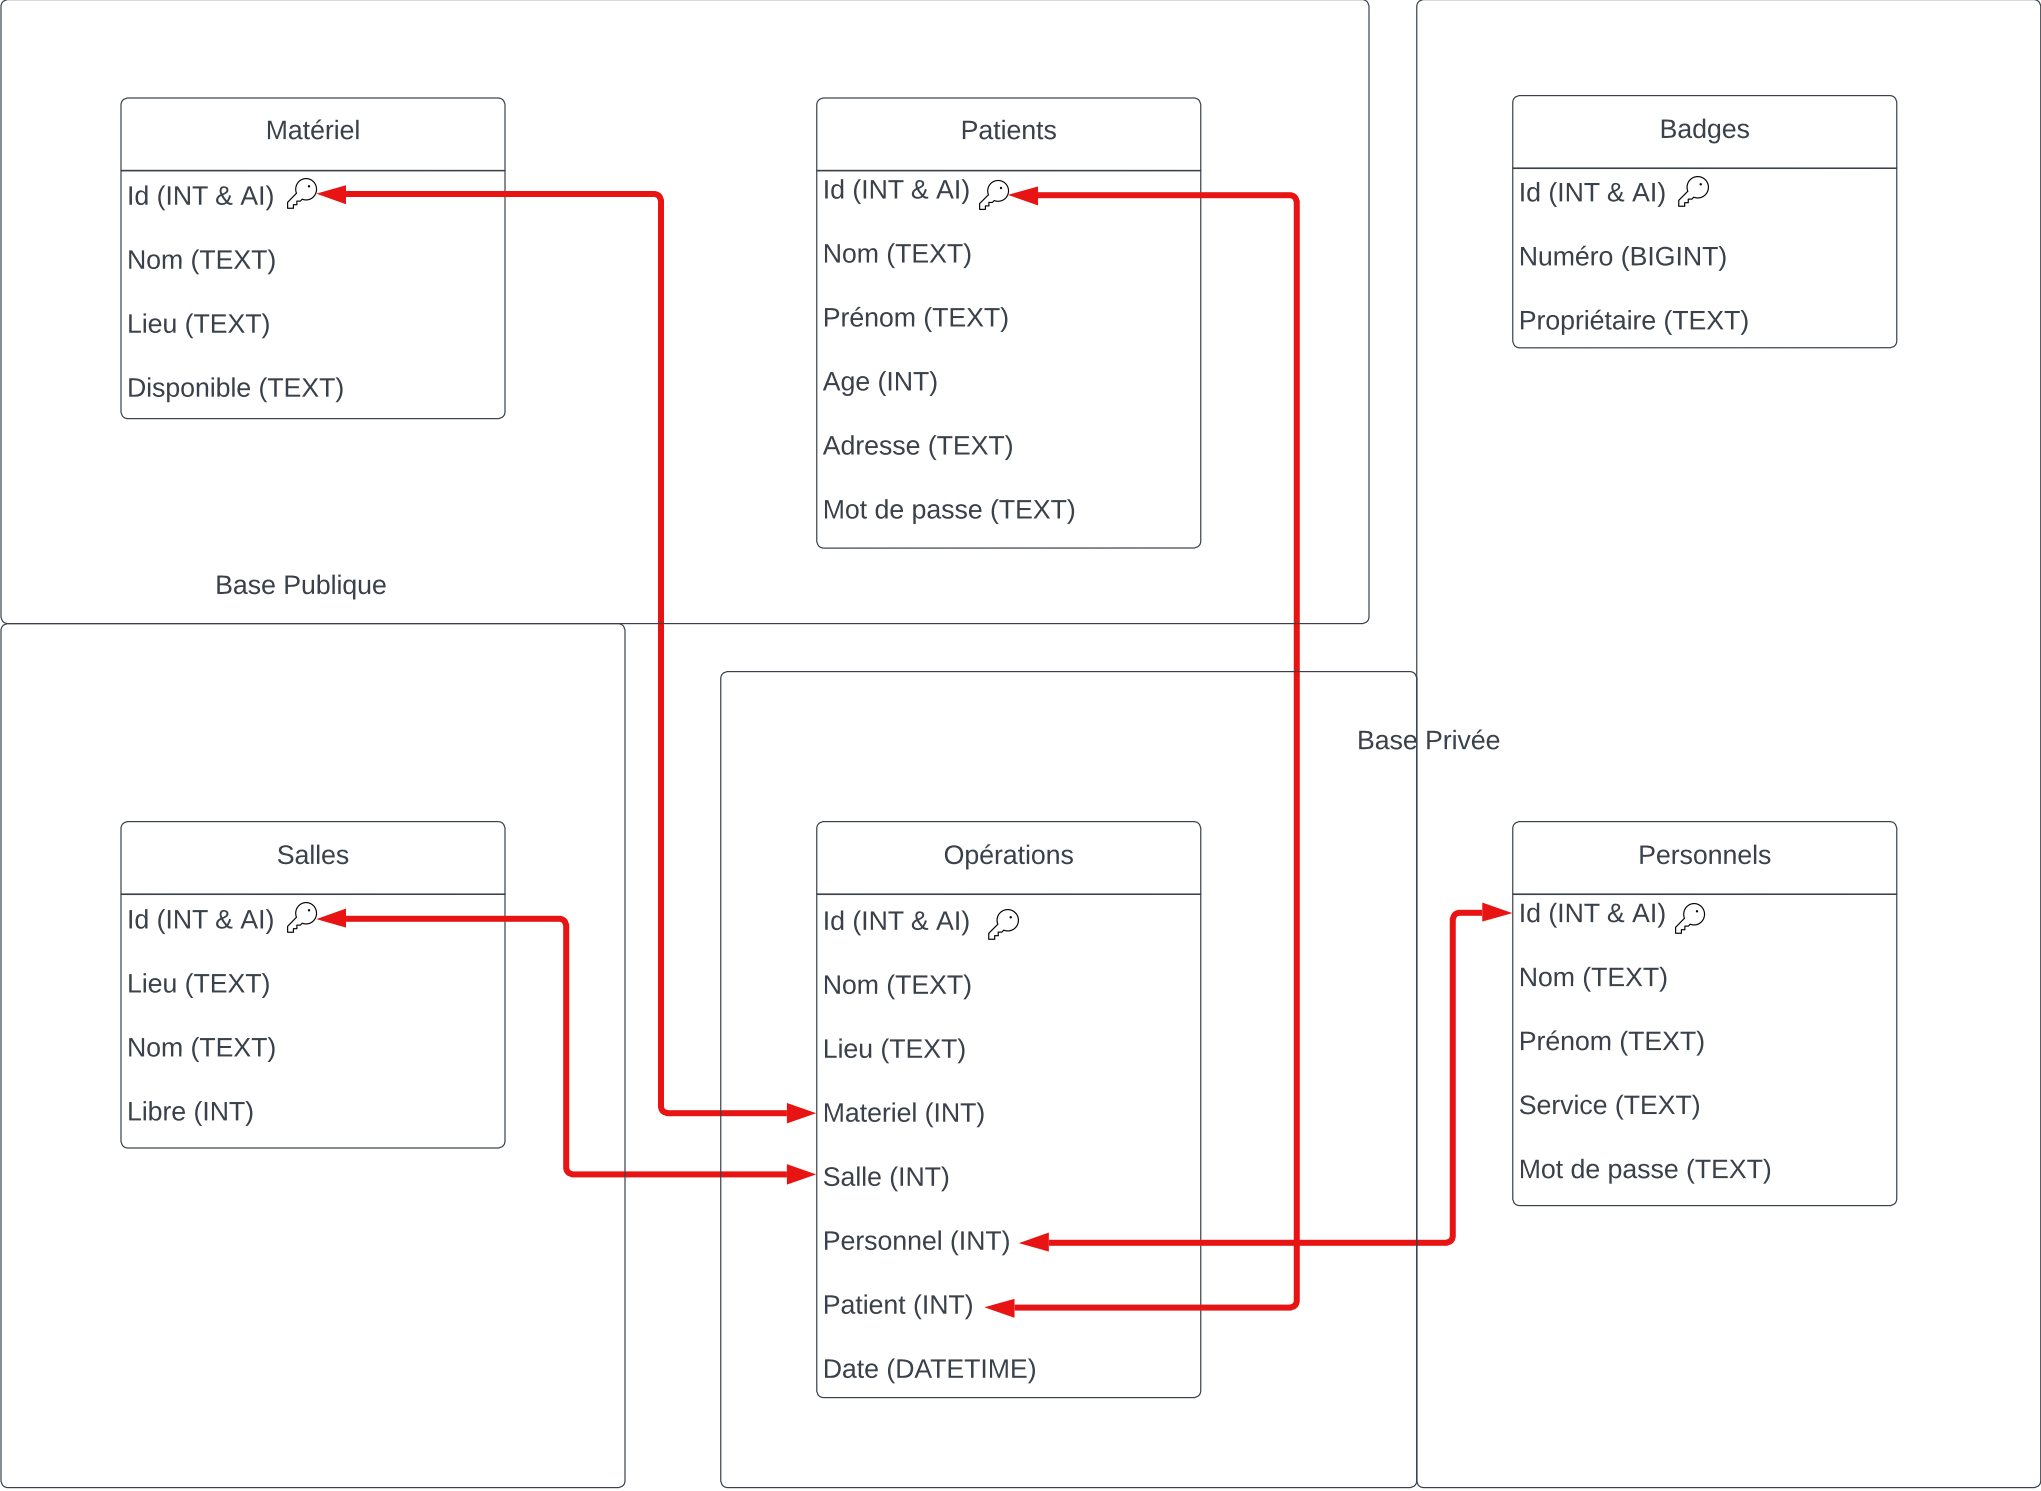 Matériel
Id (INT & AI)
Nom (TEXT)
Lieu (TEXT)
Disponible (TEXT)
Patients
Id (INT & AI)
Nom (TEXT)
Prénom (TEXT)
Age (INT)
Adresse (TEXT)
Mot de passe (TEXT)
Badges
Id (INT & AI)
Numéro (BIGINT)
Propriétaire (TEXT)
Base Publique
Base Privée
Salles
Id (INT & AI)
Lieu (TEXT)
Nom (TEXT)
Libre (INT)
Opérations
Id (INT & AI)
Nom (TEXT)
Lieu (TEXT)
Materiel (INT)
Salle (INT)
Personnel (INT)
Patient (INT)
Date (DATETIME)
Personnels
Id (INT & AI)
Nom (TEXT)
Prénom (TEXT)
Service (TEXT)
Mot de passe (TEXT)